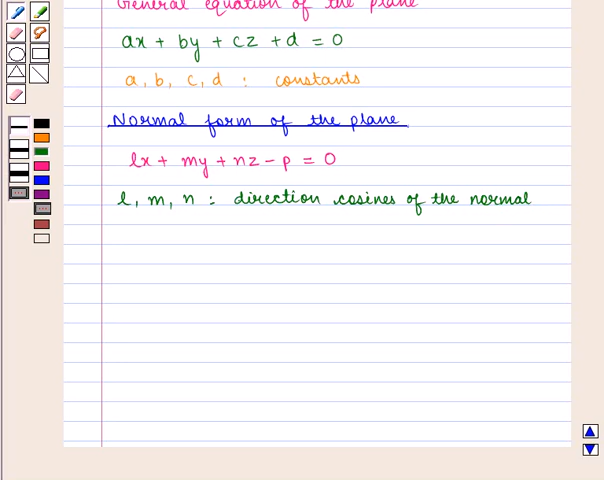 General equation of the plane
ax + by + cz + d = 0
a, b, c, d : constants
Normal form of the plane
lx + my + nz - p = 0
l, m, n : direction cosines of the normal